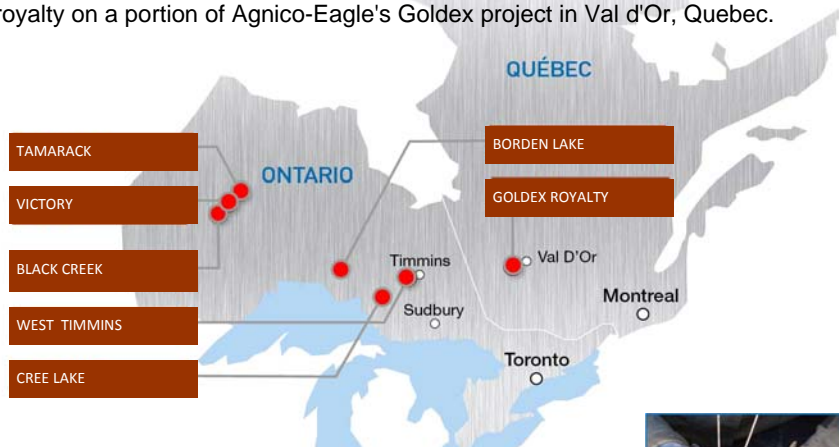 royalty on a portion of Agnico-Eagle's Goldex project in Val d'Or, Quebec.
QUÉBEC
TAMARACK
BORDEN LAKE
ONTARIO
VICTORY
GOLDEX ROYALTY
BLACK CREEK
Timmins
Val D'Or
Montreal
WEST TIMMINS
Sudbury
Toronto
CREE LAKE